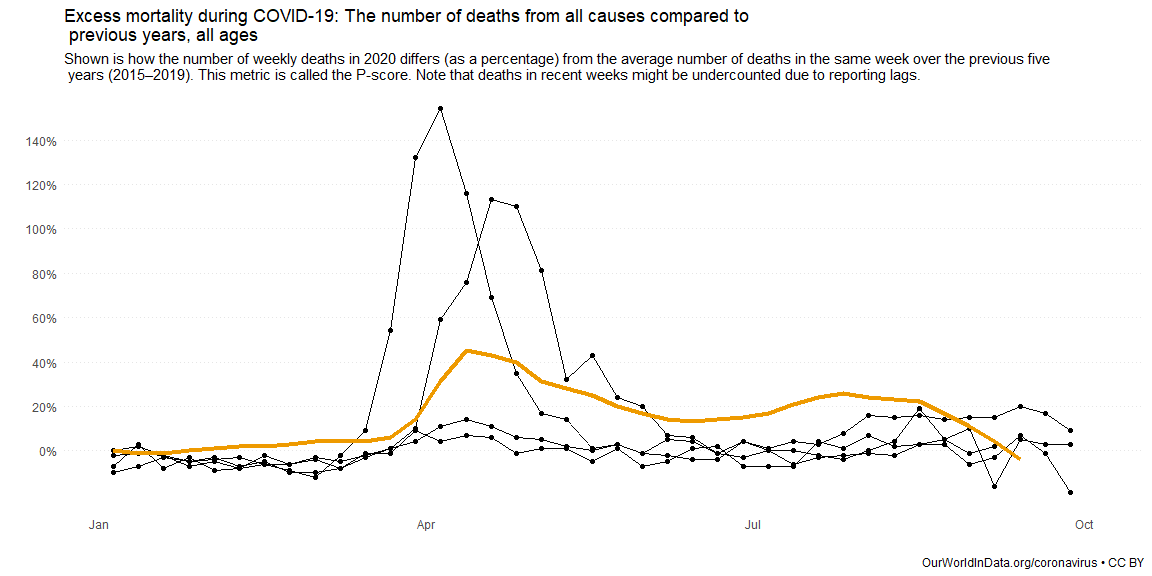 Excess mortality during COVID-19: The number of deaths from all causes compared to
previous years, all ages
Shown is how the number of weekly deaths in 2020 differs (as a percentage) from the average number of deaths in the same week over the previous five
years (2015–2019). This metric is called the P-score. Note that deaths in recent weeks might be undercounted due to reporting lags.
140%
120%
100%
80%
60%
40%
20%
0%
Jan Apr Jul Oct
OurWorldInData.org/coronavirus • CC BY